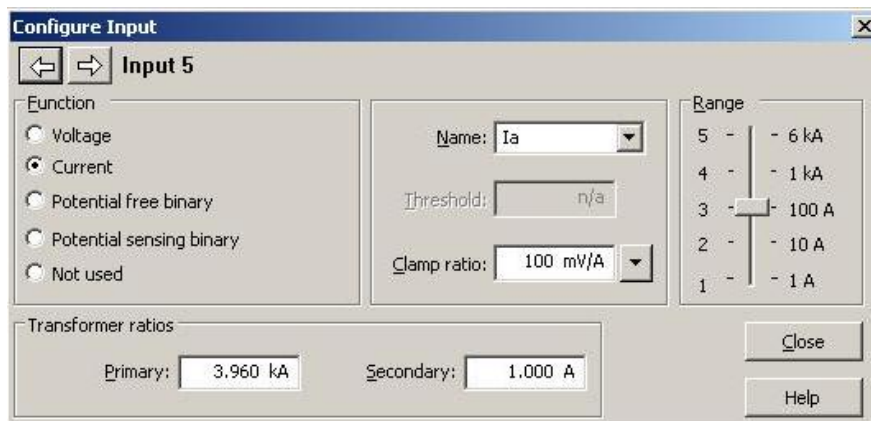 Configure Input
Input 5
Function
Voltage
Current
Potential free binary
Potential sensing binary
Not used
Name: Ia
Threshold: n/a
Clamp ratio: 100 mV/A
Range
5 - - 6 kA
4 - - 1 kA
3 - - 100 A
2 - - 10 A
1 - - 1 A
Transformer ratios
Primary: 3.960 kA
Secondary: 1.000 A
Close
Help